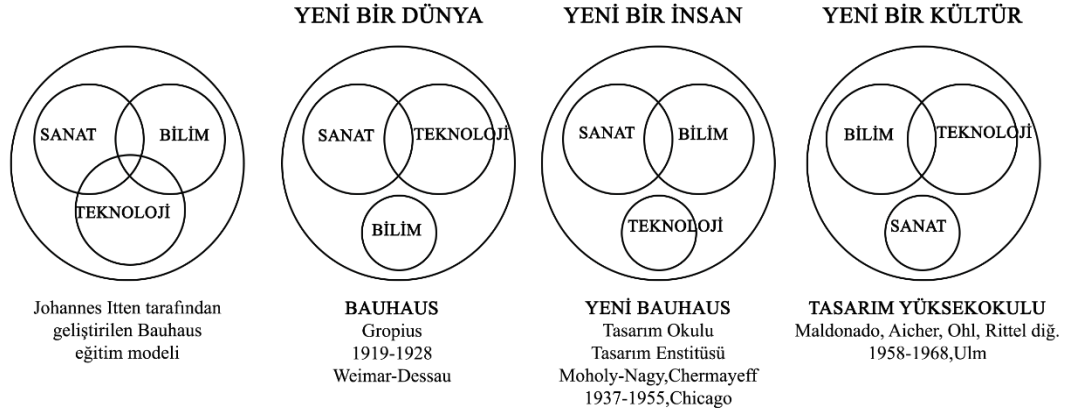 SANAT
BİLİM
TEKNOLOJİ
Johannes Itten tarafından
geliştirilen Bauhaus
eğitim modeli
YENİ BİR DÜNYA
SANAT
TEKNOLOJİ
BİLİM
BAUHAUS
Gropius
1919-1928
Weimar-Dessau
YENİ BİR İNSAN
SANAT
BİLİM
TEKNOLOJİ
YENİ BAUHAUS
Tasarım Okulu
Tasarım Enstitüsü
Moholy-Nagy,Chermayeff
1937-1955,Chicago
YENİ BİR KÜLTÜR
BİLİM
TEKNOLOJİ
SANAT
TASARIM YÜKSEKOKULU
Maldonado, Aicher, Ohl, Rittel diğ.
1958-1968,Ulm